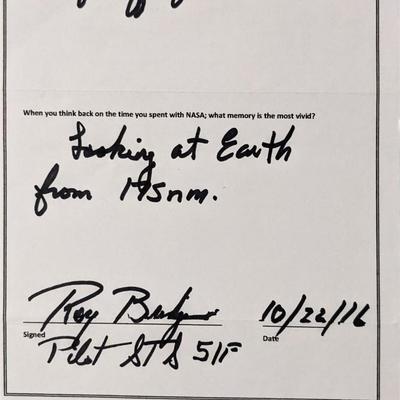 When you think back on the time you spent with NASA; what memory is the most vivid?
Looking at Earth
from 175nm.
Roy Bridges 10/22/16
Signed Date
Pilot STS 51F